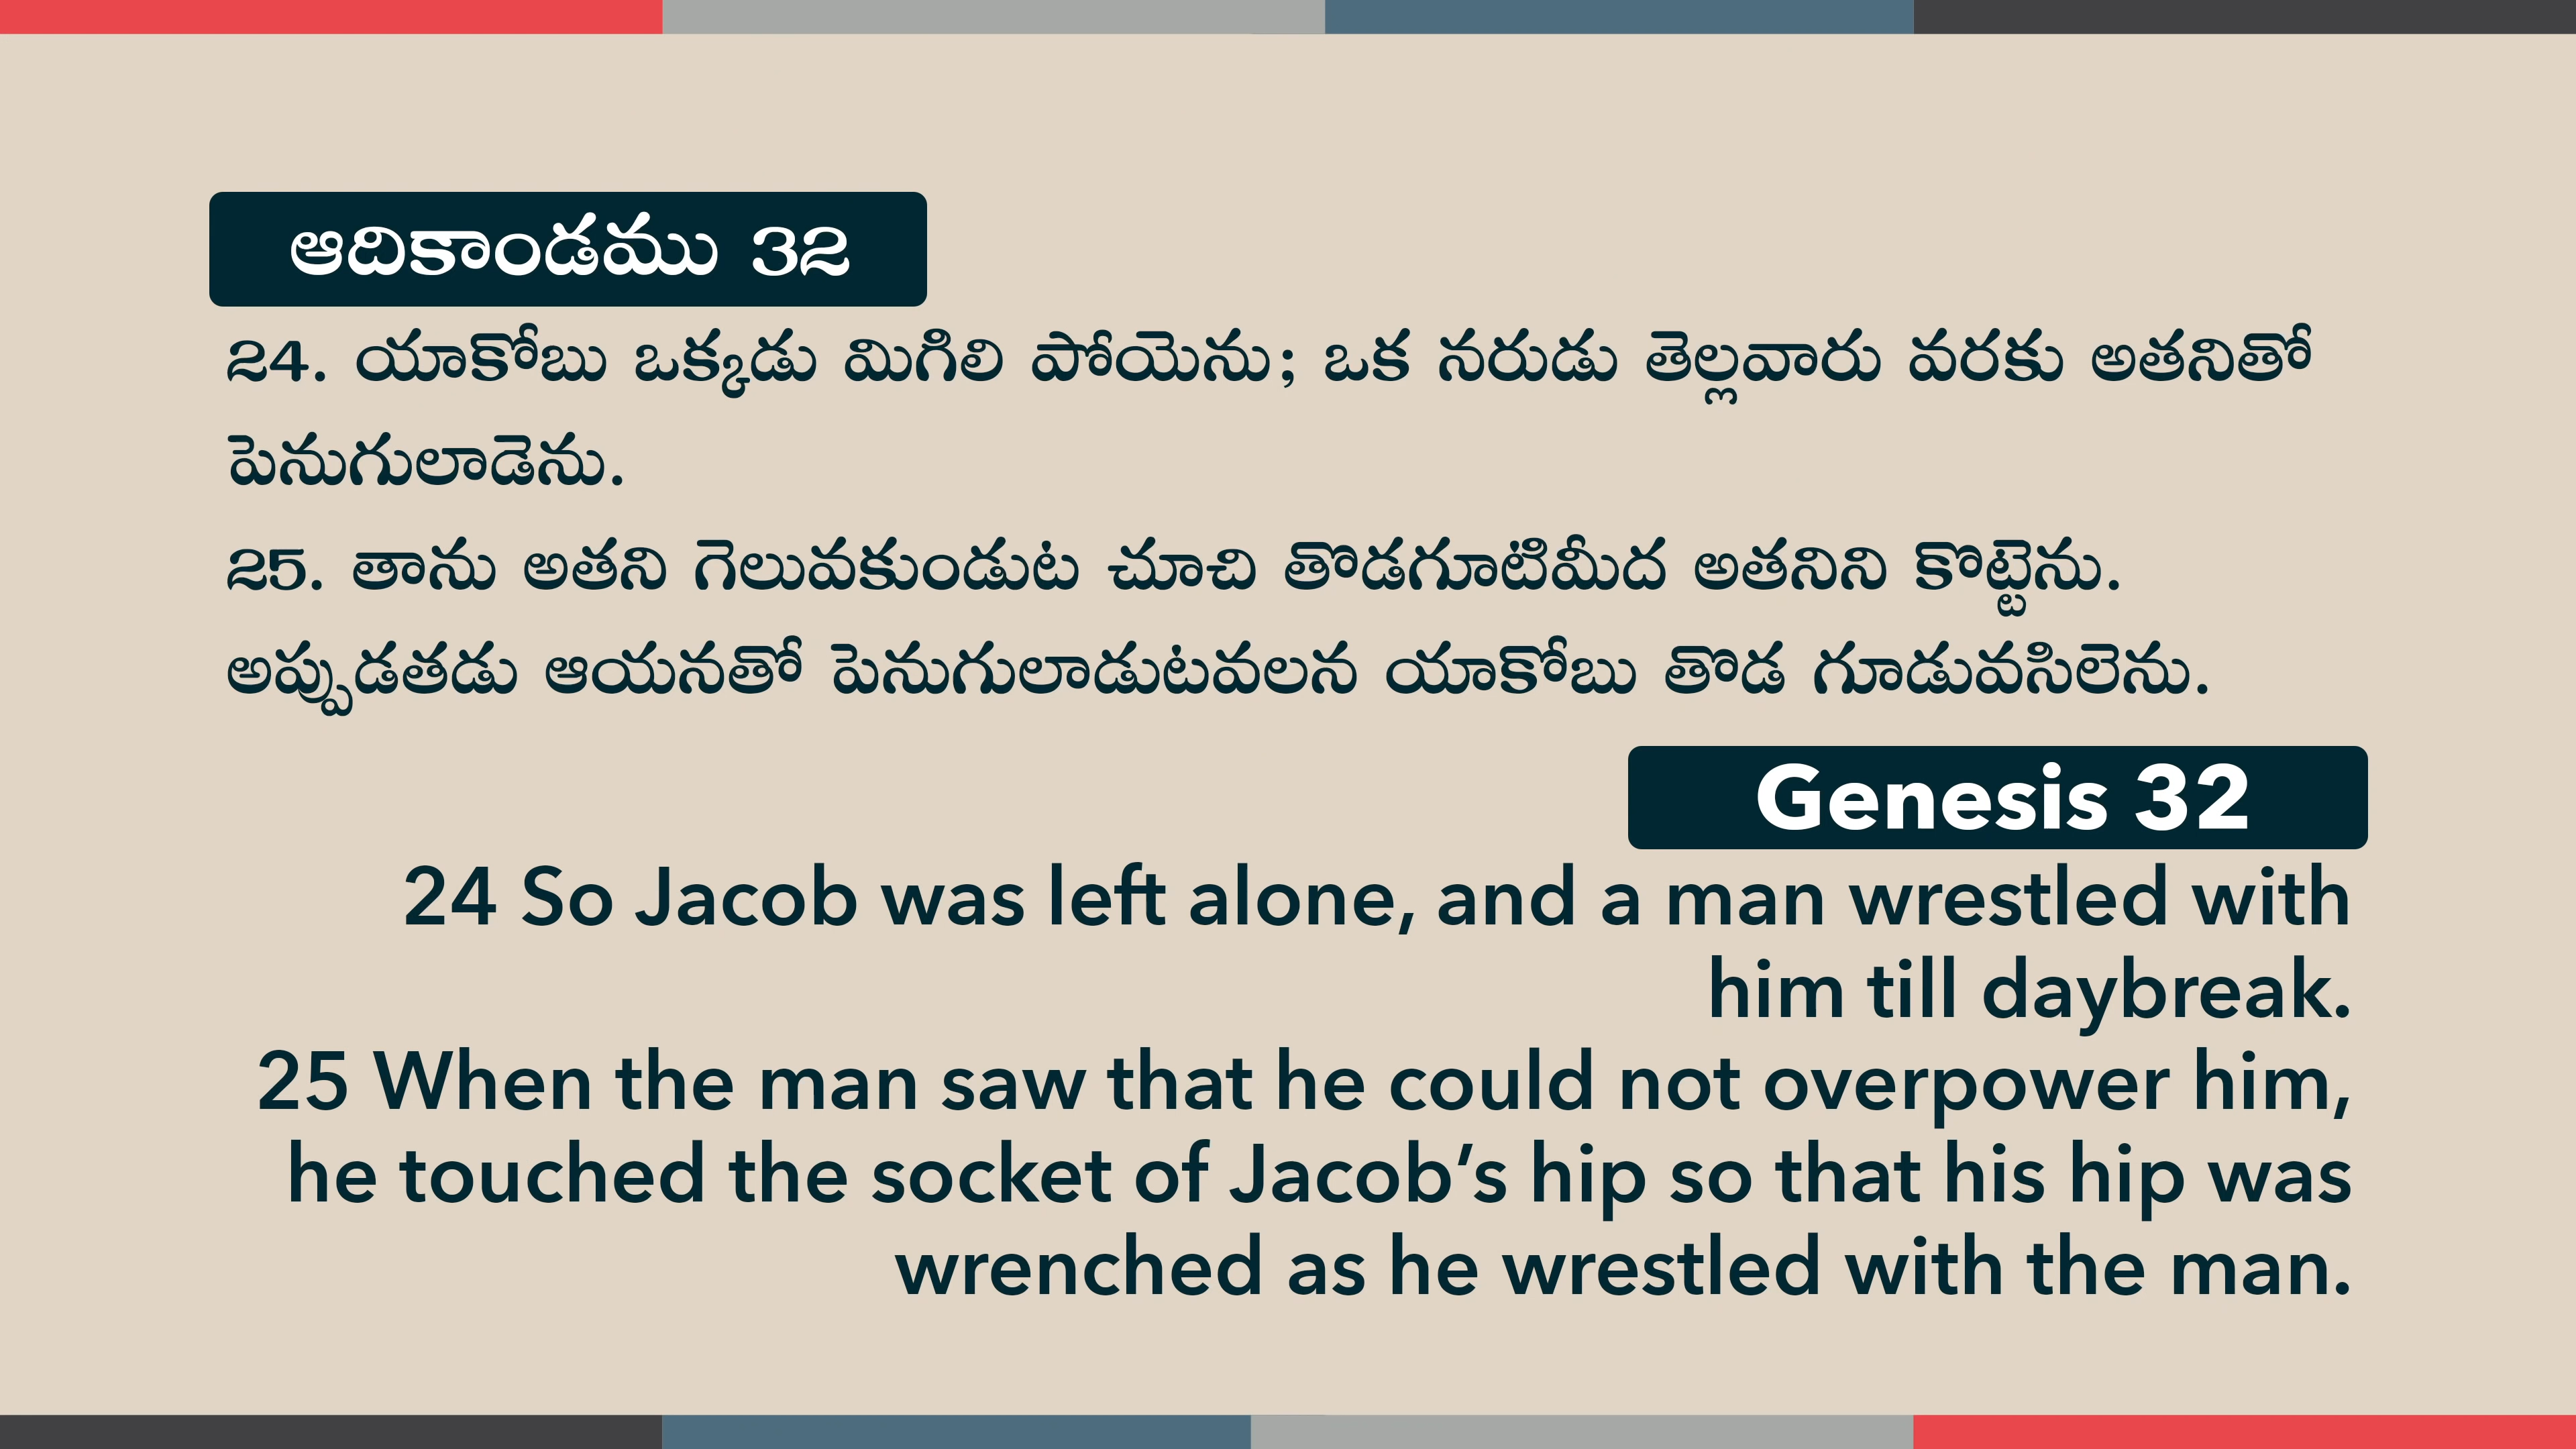 ఆదికాండము 32
24. యాకోబు ఒక్కడు మిగిలి పోయెను; ఒక నరుడు తెల్లవారు వరకు అతనితో
పెనుగులాడెను.
25. తాను అతని గెలువకుండుట చూచి తొడగూటిమీద అతనిని కొట్టెను.
అప్పుడతడు ఆయనతో పెనుగులాడుటవలన యాకోబు తొడ గూడువసిలెను.
Genesis 32
24 So Jacob was left alone, and a man wrestled with
him till daybreak.
25 When the man saw that he could not overpower him,
he touched the socket of Jacob’s hip so that his hip was
wrenched as he wrestled with the man.